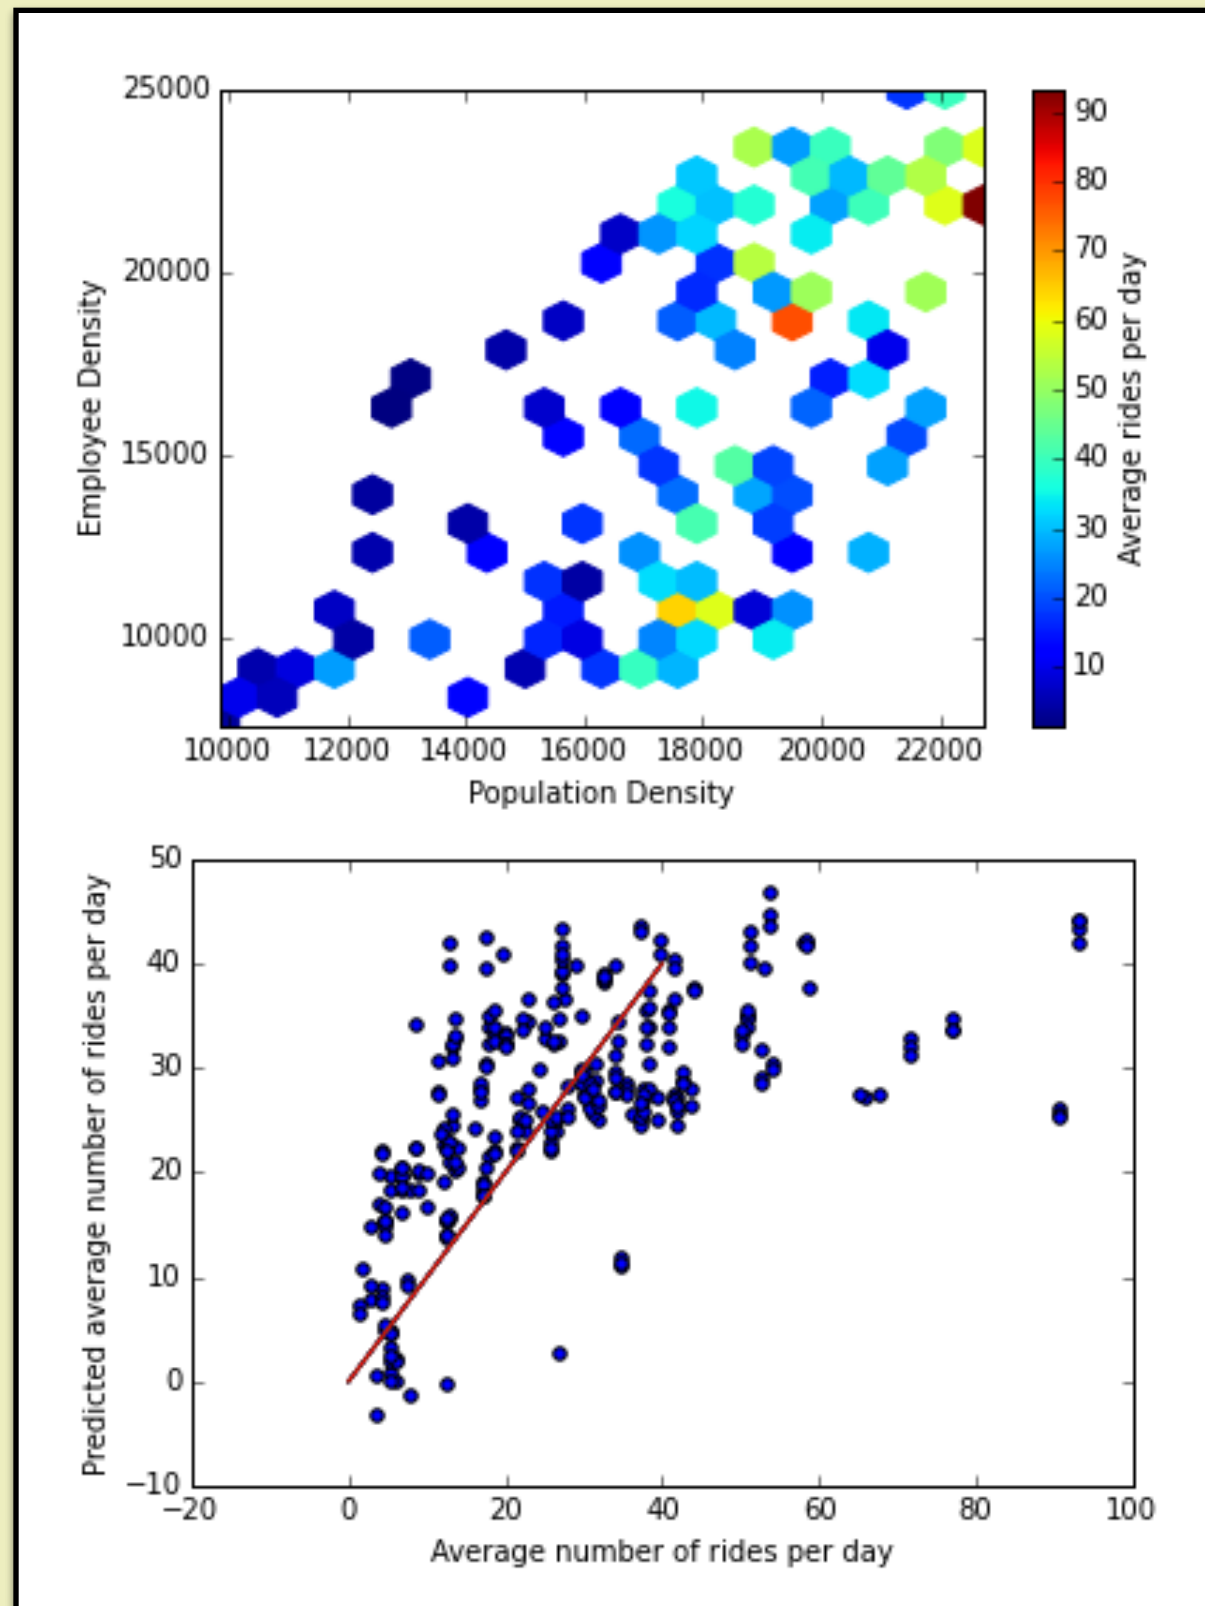 25000
20000
15000
10000
Employee Density
10000 12000 14000 16000 18000 20000 22000
Population Density
90
80
70
60
50
40
30
20
10
Average rides per day
50
40
30
20
10
0
−10
Predicted average number of rides per day
−20 0 20 40 60 80 100
Average number of rides per day